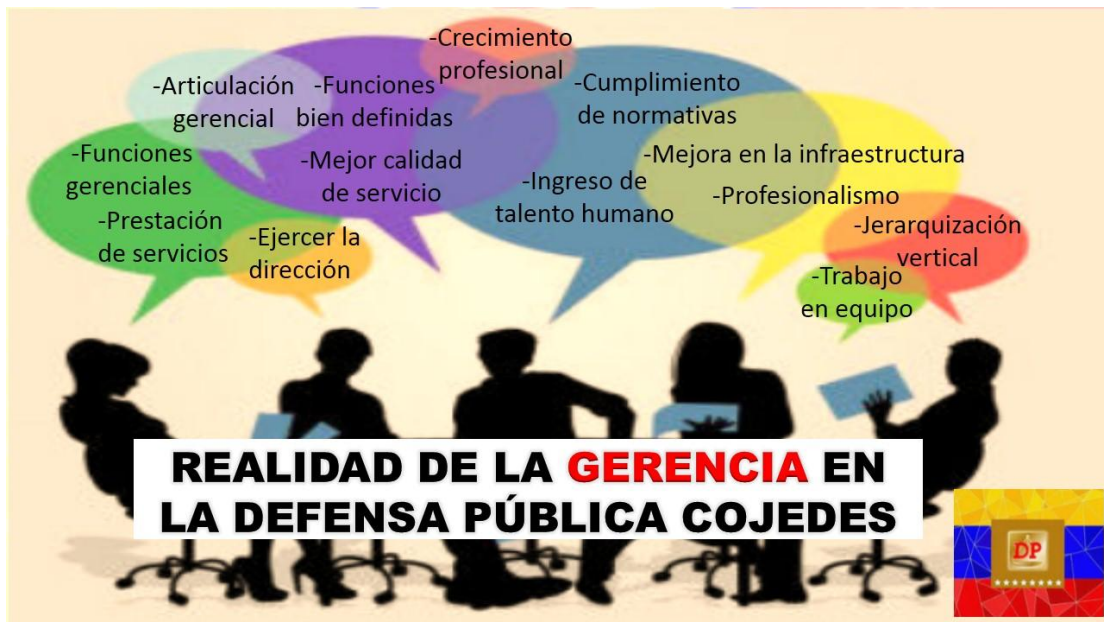 -Crecimiento
profesional
-Articulación
gerencial
-Funciones
bien definidas
-Cumplimiento
de normativas
-Funciones
gerenciales
-Mejor calidad
de servicio
-Mejora en la infraestructura
-Ingreso de
talento humano
-Profesionalismo
-Prestación
de servicios
-Ejercer la
dirección
-Jerarquización
vertical
-Trabajo
en equipo
REALIDAD DE LA GERENCIA EN
LA DEFENSA PÚBLICA COJEDES
DP